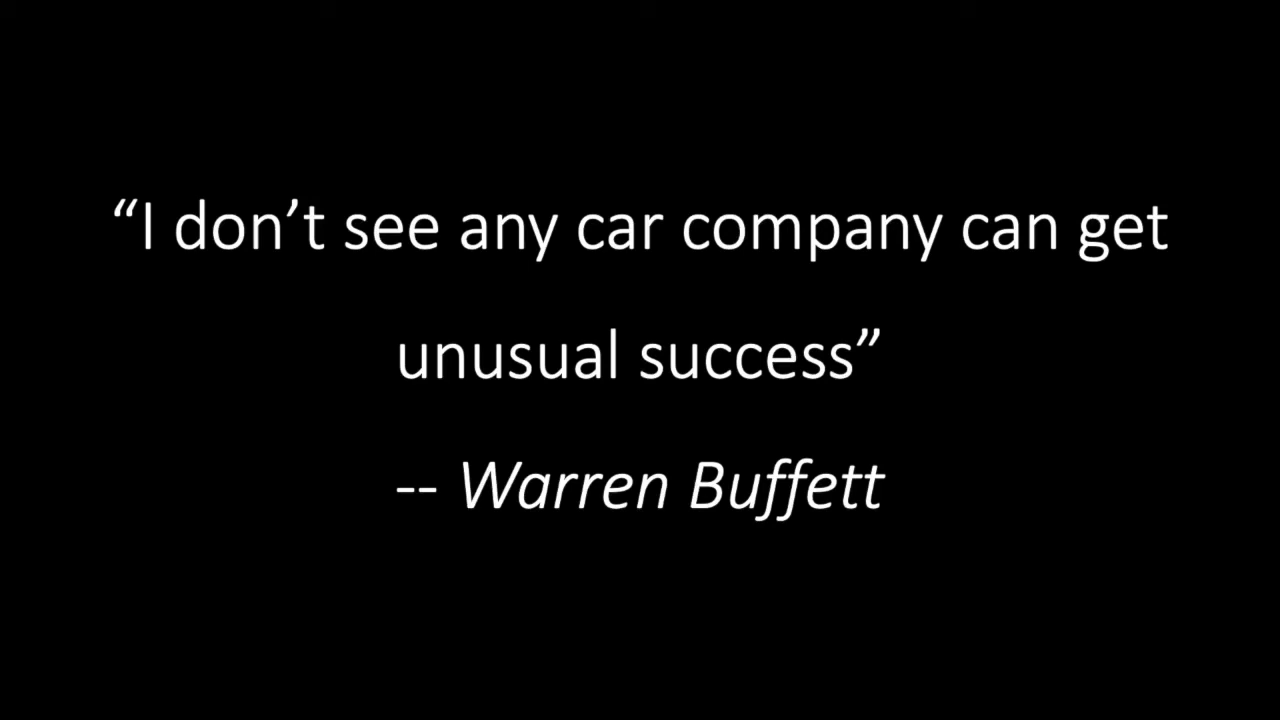 “I don’t see any car company can get
unusual success”
-- Warren Buffett